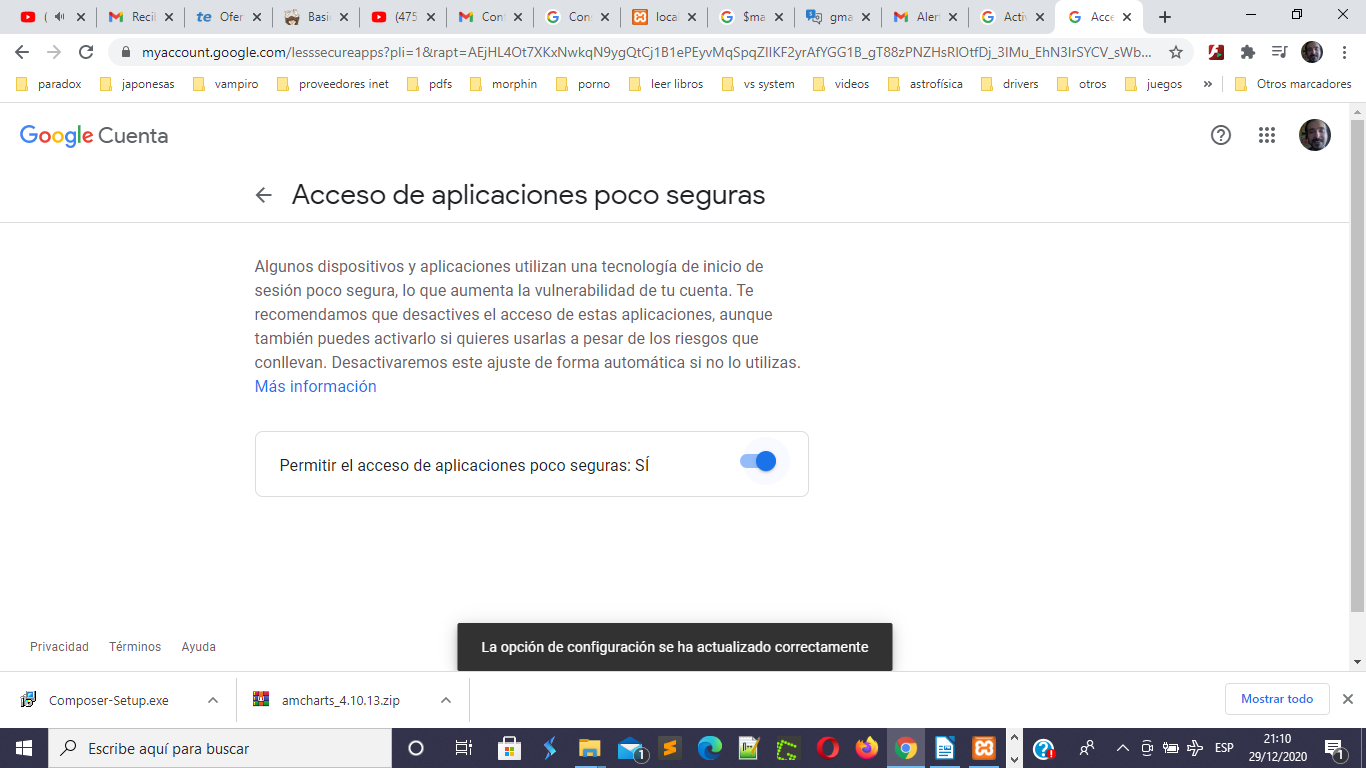 (
Recil
te Ofer
Basi
(475
Con
Cons
loca
$ma
gma
Aler
Activ
Acce
myaccount.google.com/lesssecureapps?pli=1&rapt=AEjHL4Ot7XKxNwkqN9ygQtCj1B1ePEyvMqSpqZIIKF2yrAfYGG1B_gT88zPNZHsRlOtfDj_3IMu_EhN3IrSYCV_sWb...
paradox
japonesas
vampiro
proveedores inet
pdfs
morphin
porno
leer libros
vs system
videos
astrofísica
drivers
otros
juegos
»
Otros marcadores
Google Cuenta
Acceso de aplicaciones poco seguras
Algunos dispositivos y aplicaciones utilizan una tecnología de inicio de
sesión poco segura, lo que aumenta la vulnerabilidad de tu cuenta. Te
recomendamos que desactives el acceso de estas aplicaciones, aunque
también puedes activarlo si quieres usarlas a pesar de los riesgos que
conllevan. Desactivaremos este ajuste de forma automática si no lo utilizas.
Más información
Permitir el acceso de aplicaciones poco seguras: SÍ
Privacidad
Términos
Ayuda
La opción de configuración se ha actualizado correctamente
Composer-Setup.exe
amcharts_4.10.13.zip
Mostrar todo
Escribe aquí para buscar
1
ESP
21:10
29/12/2020
1